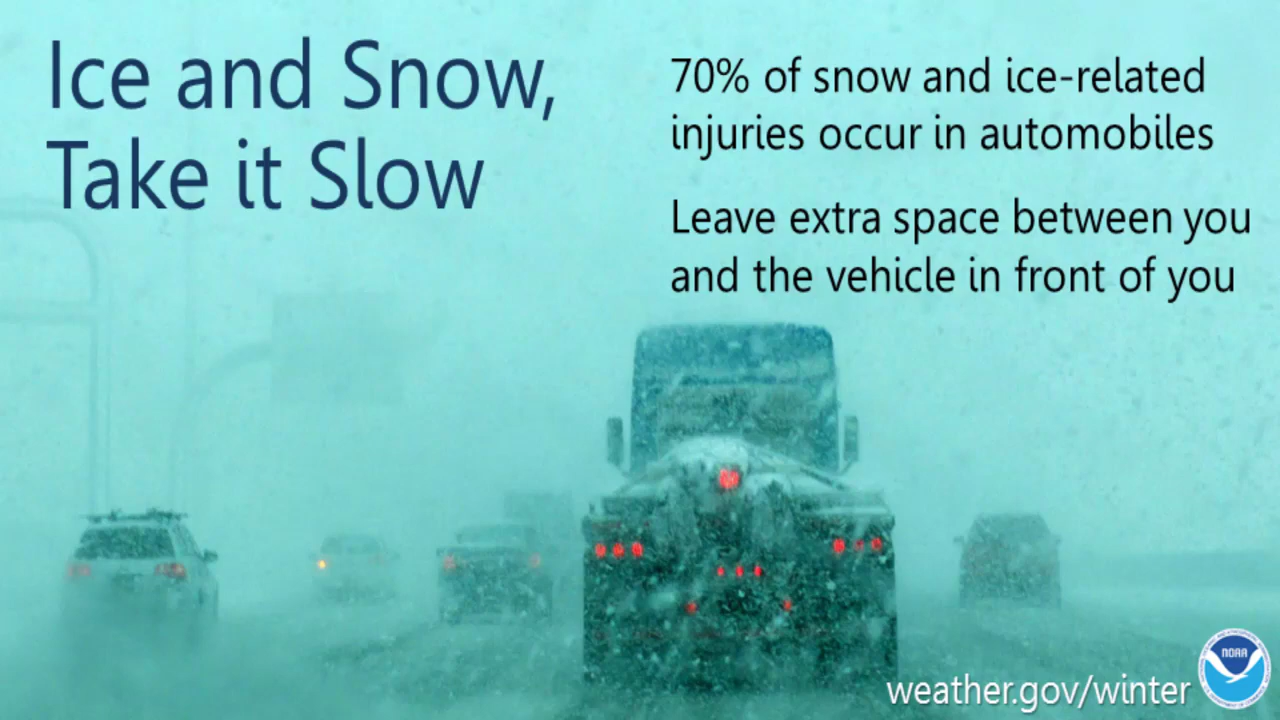 Ice and Snow,
Take it Slow
70% of snow and ice-related
injuries occur in automobiles
Leave extra space between you
and the vehicle in front of you
weather.gov/winter
NOAA